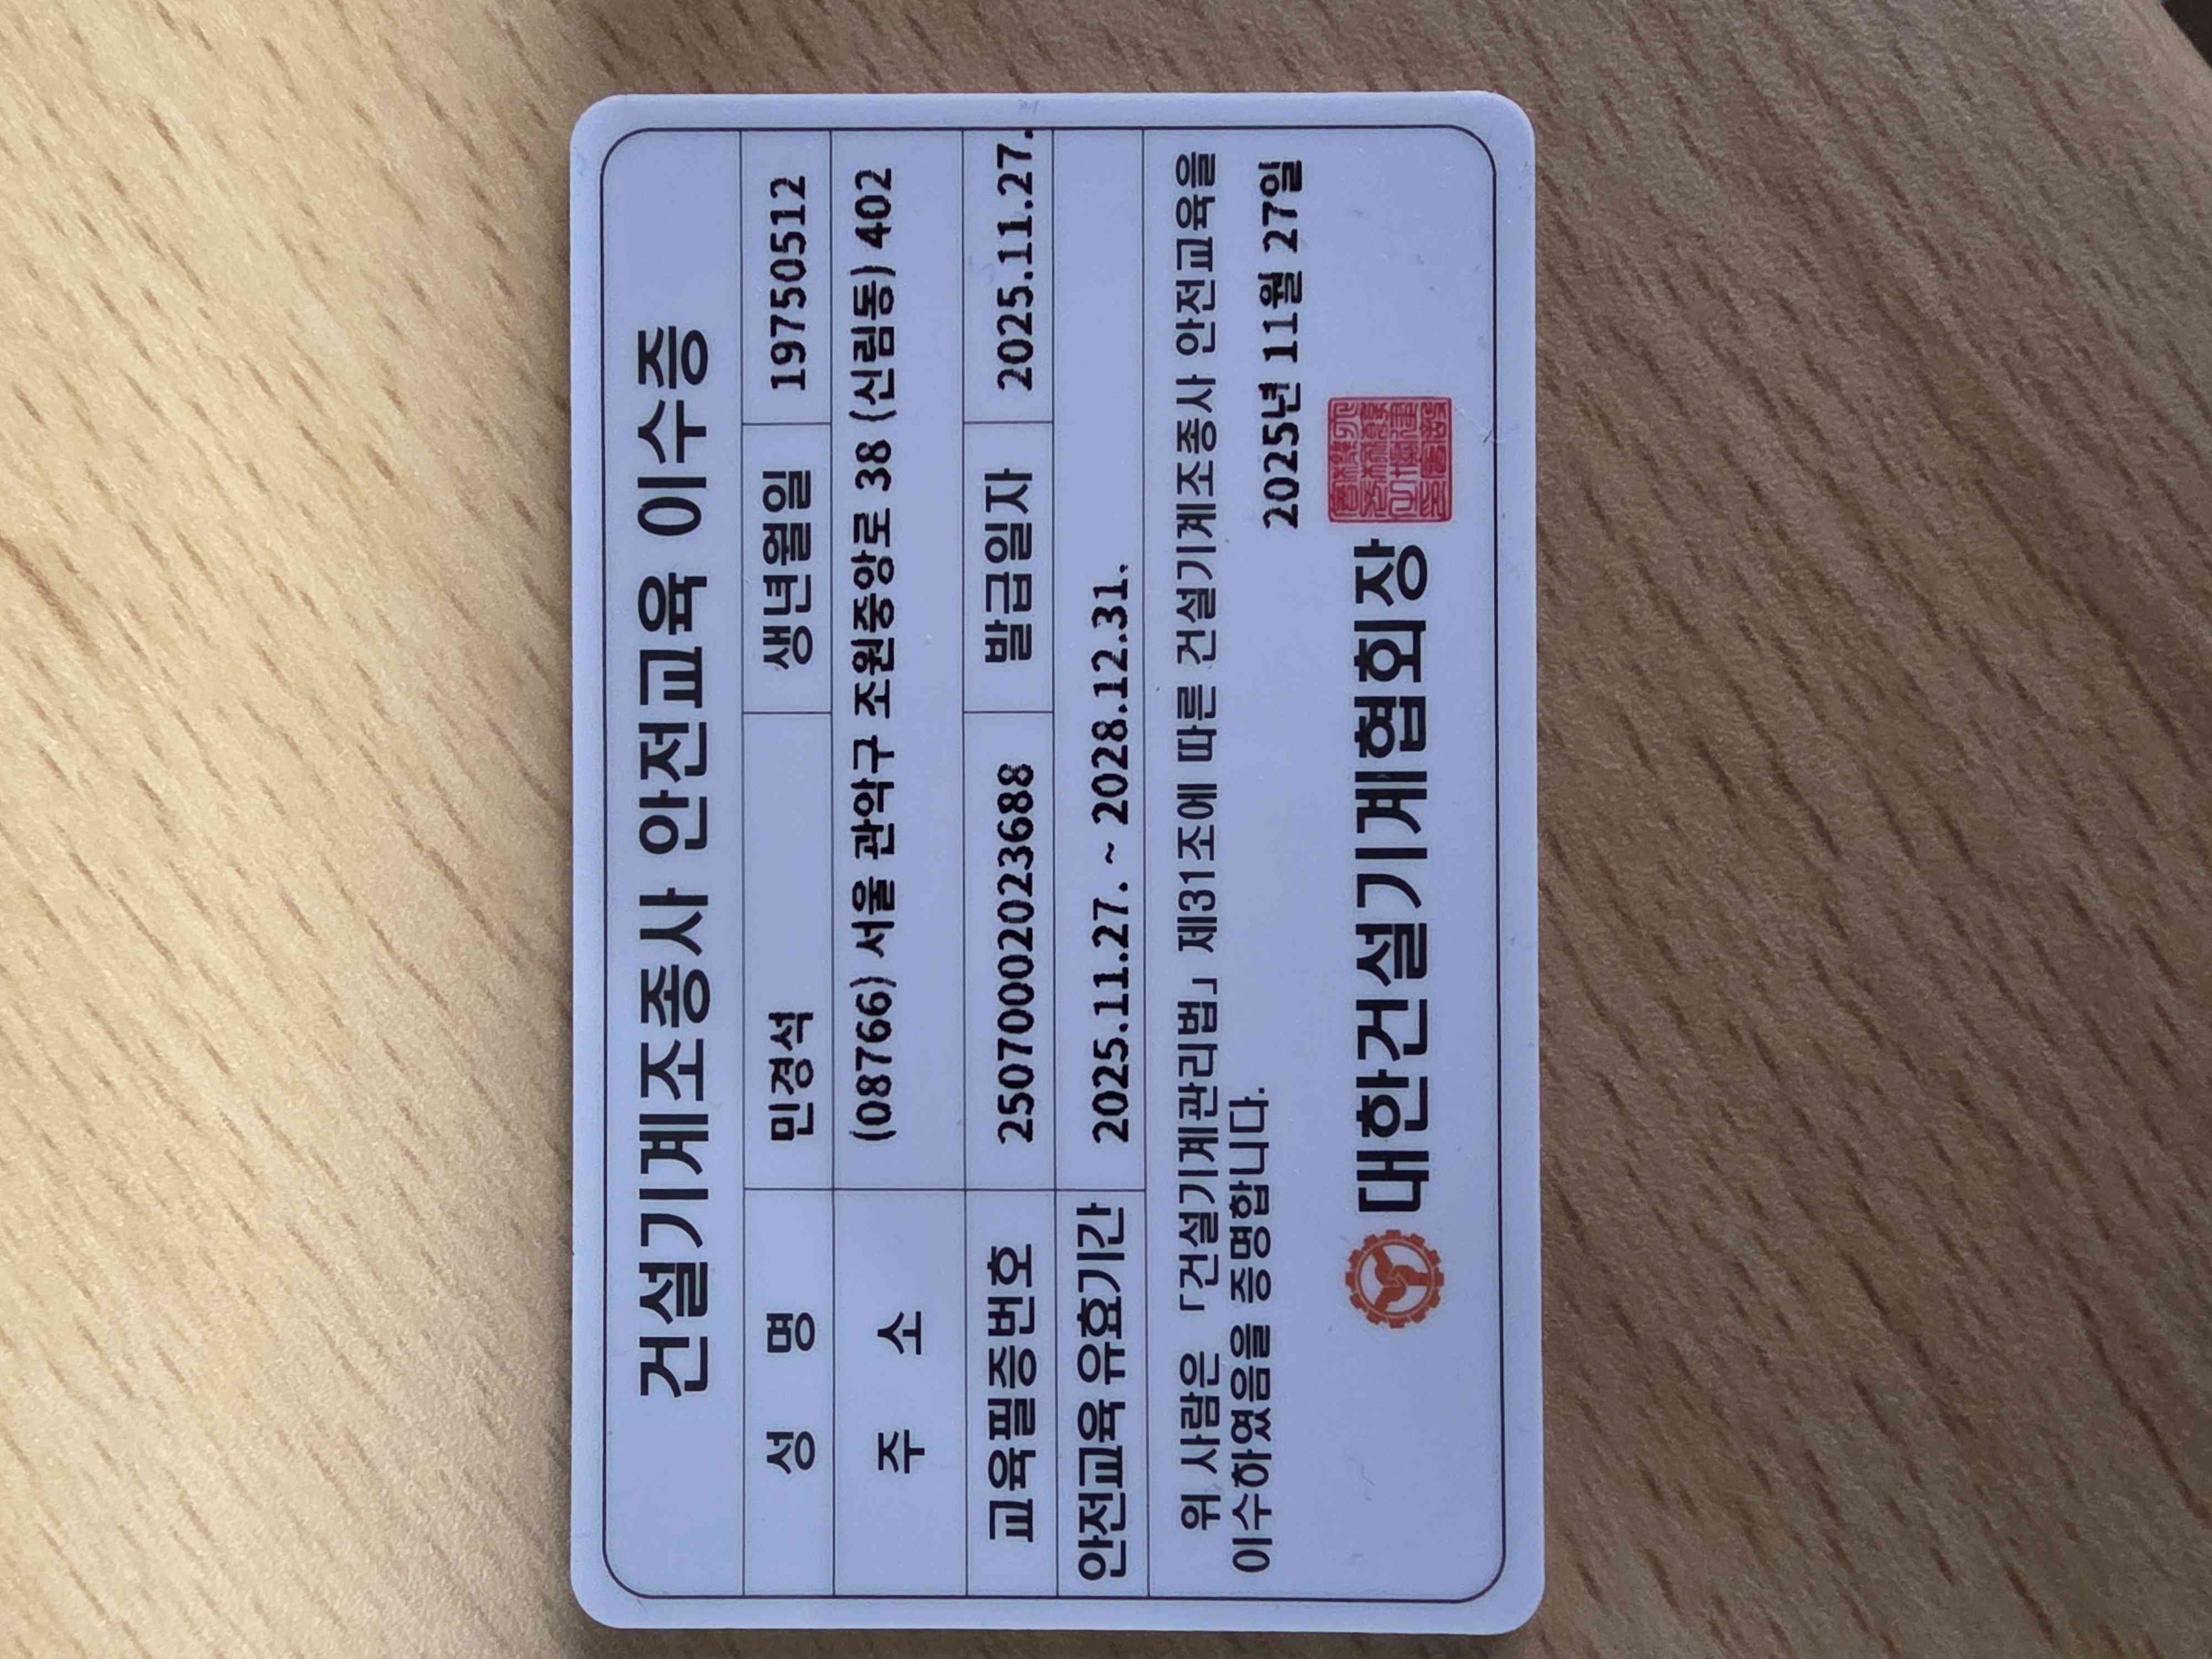 건설기계조종사 안전교육 이수증
성 명 민경석 생년월일 19750512
주 소 (08766) 서울 관악구 조원중앙로 38 (신림동) 402
교육필증번호 2507000202023688 발급일자 2025.11.27.
안전교육 유효기간 2025.11.27. ~ 2028.12.31.
위 사람은 「건설기계관리법」 제31조에 따른 건설기계조종사 안전교육을
이수하였음을 증명합니다.
2025년 11월 27일
대한건설기계협회장